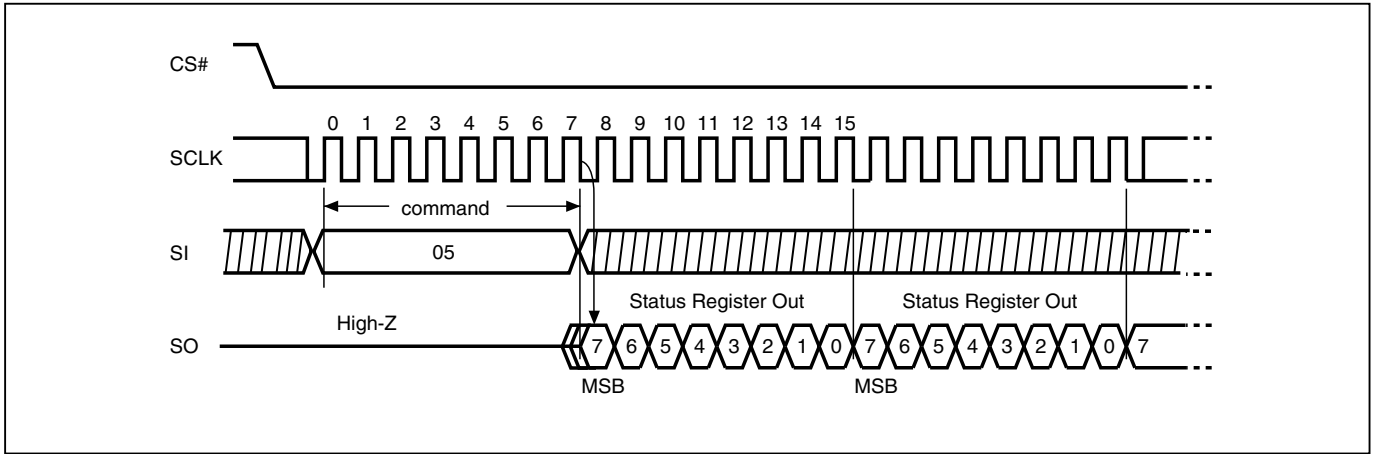 CS#
0 1 2 3 4 5 6 7 8 9 10 11 12 13 14 15
SCLK
command
SI
05
Status Register Out Status Register Out
High-Z
SO
7 6 5 4 3 2 1 0 7 6 5 4 3 2 1 0 7
MSB MSB